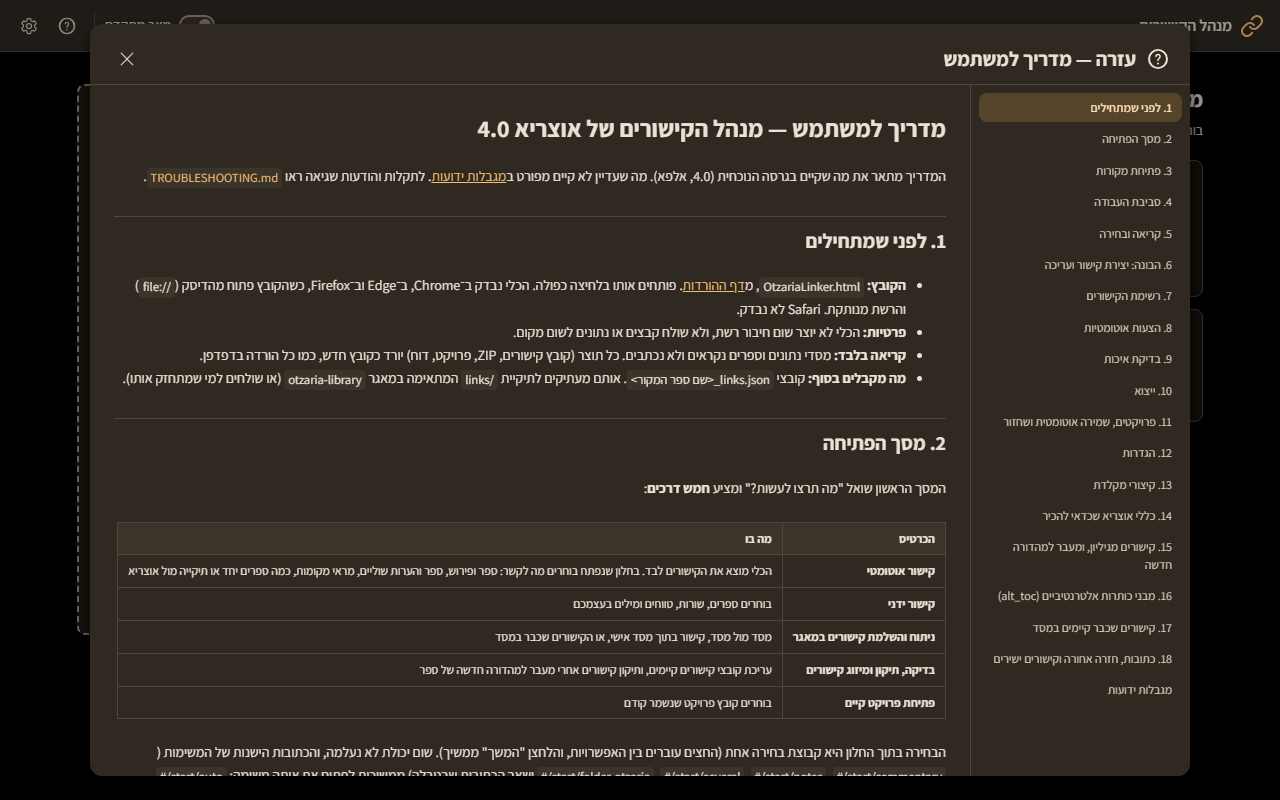 מנהל הקישורים
עזרה — מדריך למשתמש
1. לפני שמתחילים
2. מסך הפתיחה
3. פתיחת מקורות
4. סביבת העבודה
5. קריאה ובחירה
6. הבונה: יצירת קישור ועריכה
7. רשימת הקישורים
8. הצעות אוטומטיות
9. בדיקת איכות
10. ייצוא
11. פרויקטים, שמירה אוטומטית ושחזור
12. הגדרות
13. קיצורי מקלדת
14. כללי אוצריא שכדאי להכיר
15. קישורים מגיליון, ומעבר למהדורה
חדשה
16. מבני כותרות אלטרנטיביים (alt_toc)
17. קישורים שכבר קיימים במסד
18. כתובות, חזרה אחורה וקישורים ישירים
מגבלות ידועות
מדריך למשתמש — מנהל הקישורים של אוצריא 4.0
המדריך מתאר את מה שקיים בגרסה הנוכחית (4.0, אלפא). מה שעדיין לא קיים מפורט במגבלות ידועות. לתקלות והודעות שגיאה ראו TROUBLESHOOTING.md.
1. לפני שמתחילים
• הקובץ: OtzariaLinker.html, מדף ההורדות. פותחים אותו בלחיצה כפולה. הכלי נבדק ב־Chrome, ב־Edge וב־Firefox, כשהקובץ פתוח מהדיסק (file://)
והרשת מנותקת. Safari לא נבדק.
• פרטיות: הכלי לא יוצר שום חיבור רשת, ולא שולח קבצים או נתונים לשום מקום.
• קריאה בלבד: מסדי נתונים וספרים נקראים ולא נכתבים. כל תוצר (קובץ קישורים, ZIP, פרויקט, דוח) יורד כקובץ חדש, כמו כל הורדה בדפדפן.
• מה מקבלים בסוף: קובצי <שם ספר המקור>_links.json. אותם מעתיקים לתיקיית links/ המתאימה במאגר otzaria-library (או שולחים למי שמתחזק אותו).
2. מסך הפתיחה
המסך הראשון שואל "מה תרצו לעשות?" ומציע חמש דרכים:
הכרטיס מה בו
קישור אוטומטי הכלי מוצא את הקישורים לבד. בחלון שנפתח בוחרים מה לקשר: ספר ופירוש, ספר והערות שוליים, מראי מקומות, כמה ספרים יחד או תיקייה מול אוצריא
קישור ידני בוחרים ספרים, שורות, טווחים ומילים בעצמכם
ניתוח והשלמת קישורים במאגר מסד מול מסד, קישור בתוך מסד אישי, או הקישורים שכבר במסד
בדיקה, תיקון ומיזוג קישורים עריכת קובצי קישורים קיימים, ותיקון קישורים אחרי מעבר למהדורה חדשה של ספר
פתיחת פרויקט קיים בוחרים קובץ פרויקט שנשמר קודם
הבחירה בתוך החלון היא קבוצת בחירה אחת (החצים עוברים בין האפשרויות, והלחצן "המשך" ממשיך). שום יכולת לא נעלמה, והכתובות הישנות של המשימות (